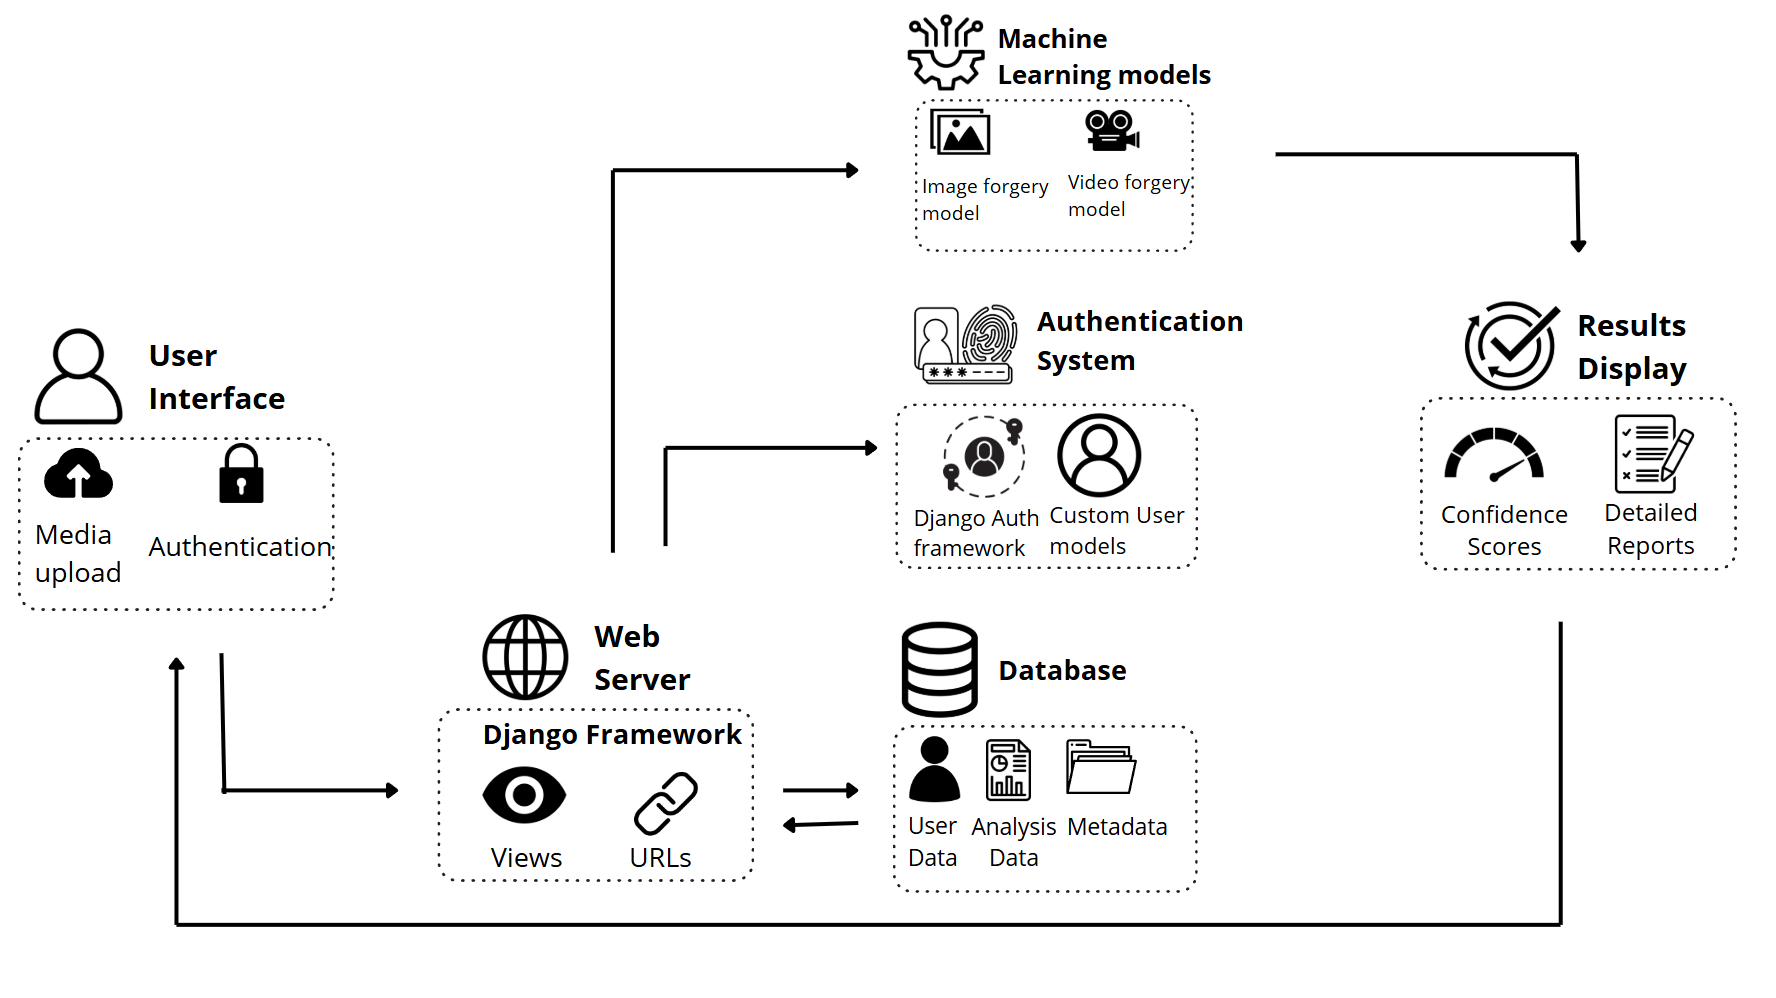 Machine
Learning models
Image forgery
model
Video forgery
model
User
Interface
Media
upload
Authentication
Authentication
System
Django Auth
framework
Custom User
models
Results
Display
Confidence
Scores
Detailed
Reports
Web
Server
Django Framework
Views
URLs
Database
User
Data
Analysis
Data
Metadata